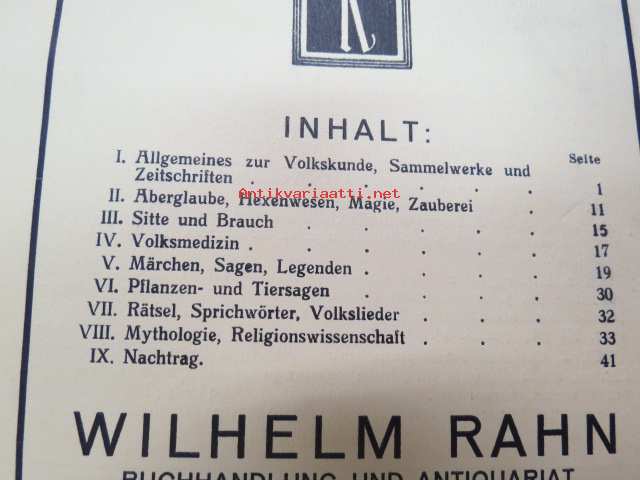 R
INHALT:
Seite
I. Allgemeines zur Volkskunde, Sammelwerke und
Zeitschriften . . . . . . 1
Antikvariaatti.net
II. Aberglaube, Hexenwesen, Magie, Zauberei . 11
III. Sitte und Brauch . . . . . 15
IV. Volksmedizin . . . . . . 17
V. Märchen, Sagen, Legenden . . . . 19
VI. Pflanzen- und Tiersagen . . . . 30
VII. Rätsel, Sprichwörter, Volkslieder . . . 32
VIII. Mythologie, Religionswissenschaft . . . 33
IX. Nachtrag. 41
WILHELM RAHN
BUCHHANDLUNG UND ANTIQUARIAT